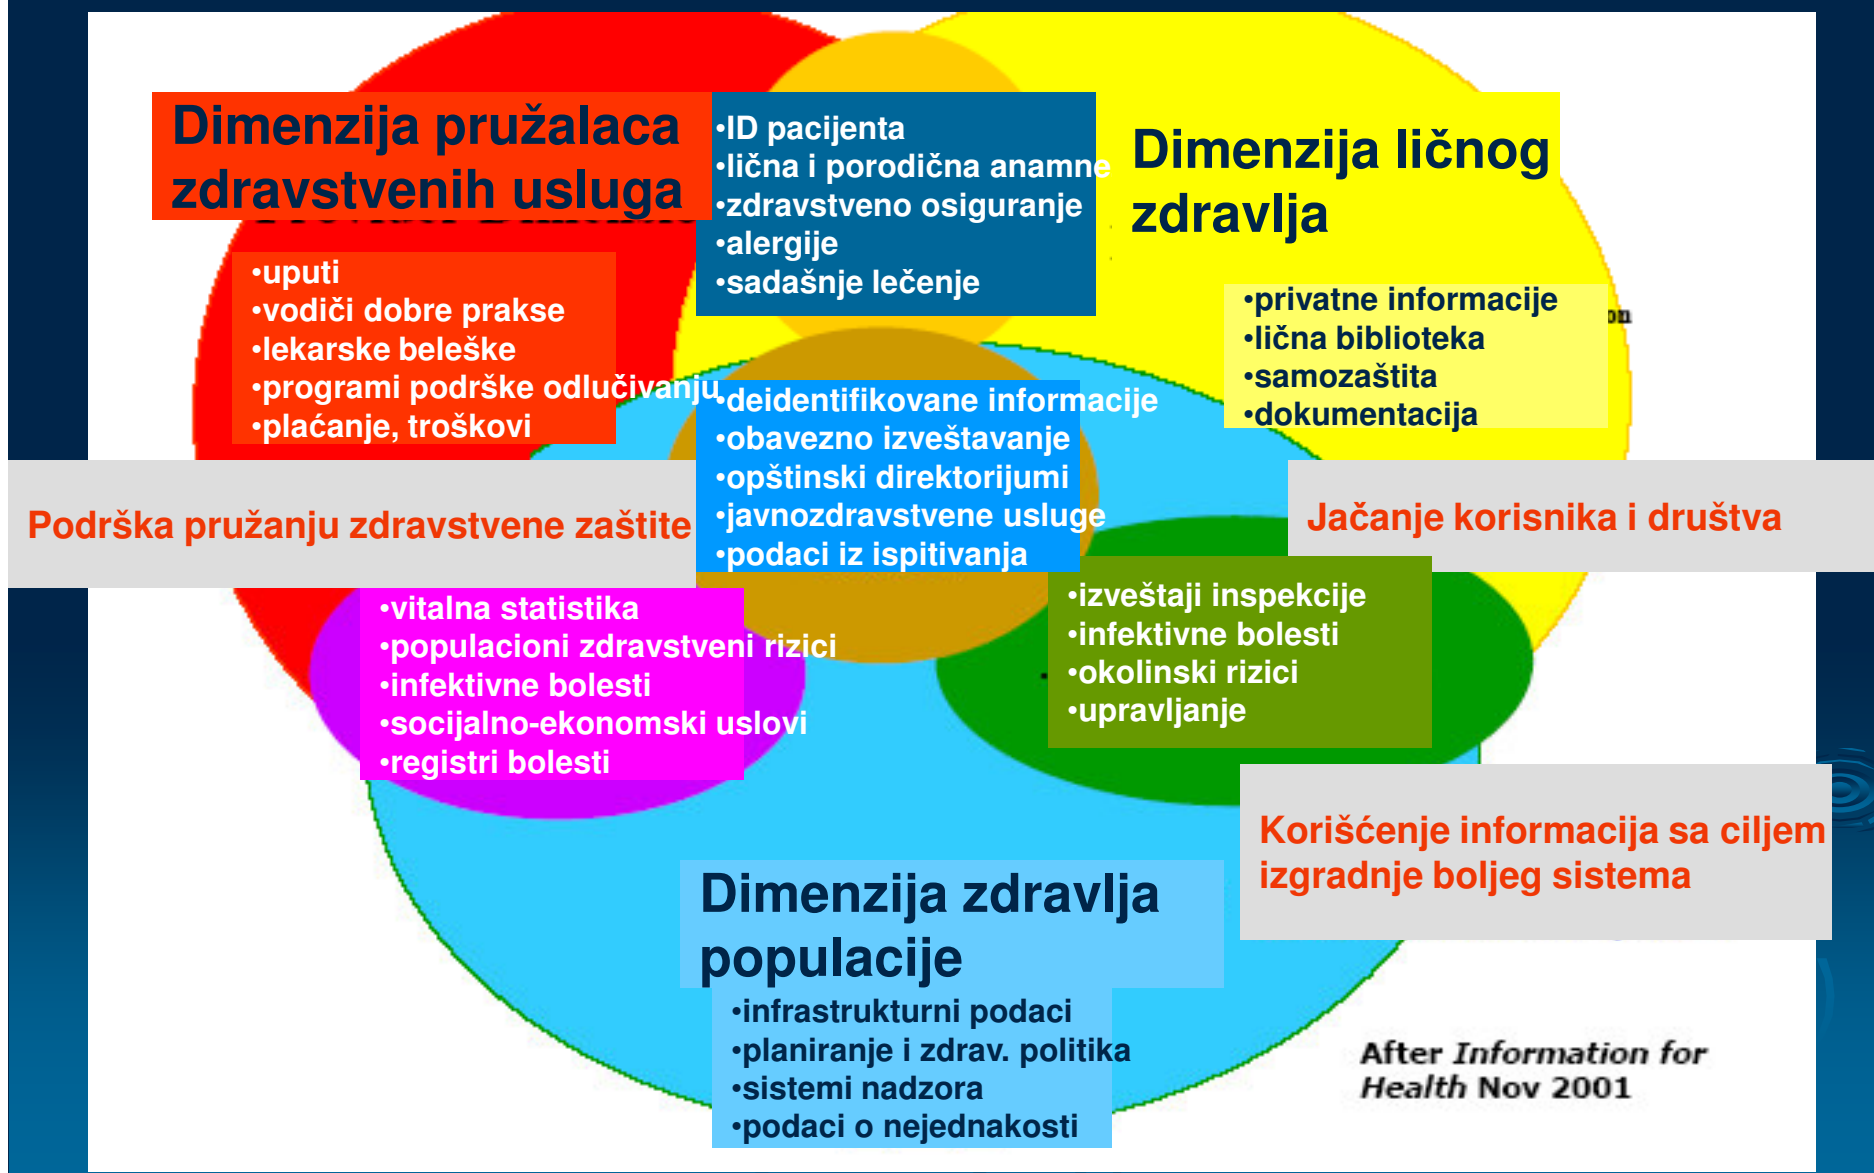 Dimenzija pružalaca
zdravstvenih usluga
•ID pacijenta
•lična i porodična anamne
•zdravstveno osiguranje
•alergije
•sadašnje lečenje
Dimenzija ličnog
zdravlja
•uputi
•vodiči dobre prakse
•lekarske beleške
•programi podrške odlučivanju
•plaćanje, troškovi
•privatne informacije
•lična biblioteka
•samozaštita
•dokumentacija
•deidentifikovane informacije
•obavezno izveštavanje
•opštinski direktorijumi
•javnozdravstvene usluge
•podaci iz ispitivanja
Podrška pružanju zdravstvene zaštite
Jačanje korisnika i društva
•vitalna statistika
•populacioni zdravstveni rizici
•infektivne bolesti
•socijalno-ekonomski uslovi
•registri bolesti
•izveštaji inspekcije
•infektivne bolesti
•okolinski rizici
•upravljanje
Korišćenje informacija sa ciljem
izgradnje boljeg sistema
Dimenzija zdravlja
populacije
•infrastrukturni podaci
•planiranje i zdrav. politika
•sistemi nadzora
•podaci o nejednakosti
After Information for
Health Nov 2001